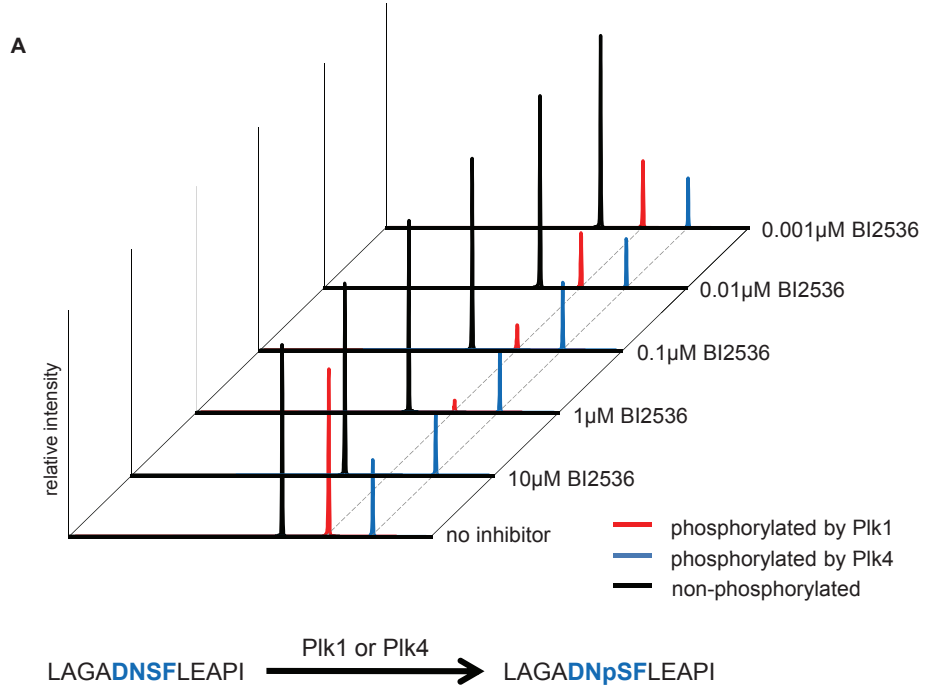 A
relative intensity
0.001µM BI2536
0.01µM BI2536
0.1µM BI2536
1µM BI2536
10µM BI2536
no inhibitor
phosphorylated by Plk1
phosphorylated by Plk4
non-phosphorylated
Plk1 or Plk4
LAGADNSFLEAPI LAGADNpSFLEAPI